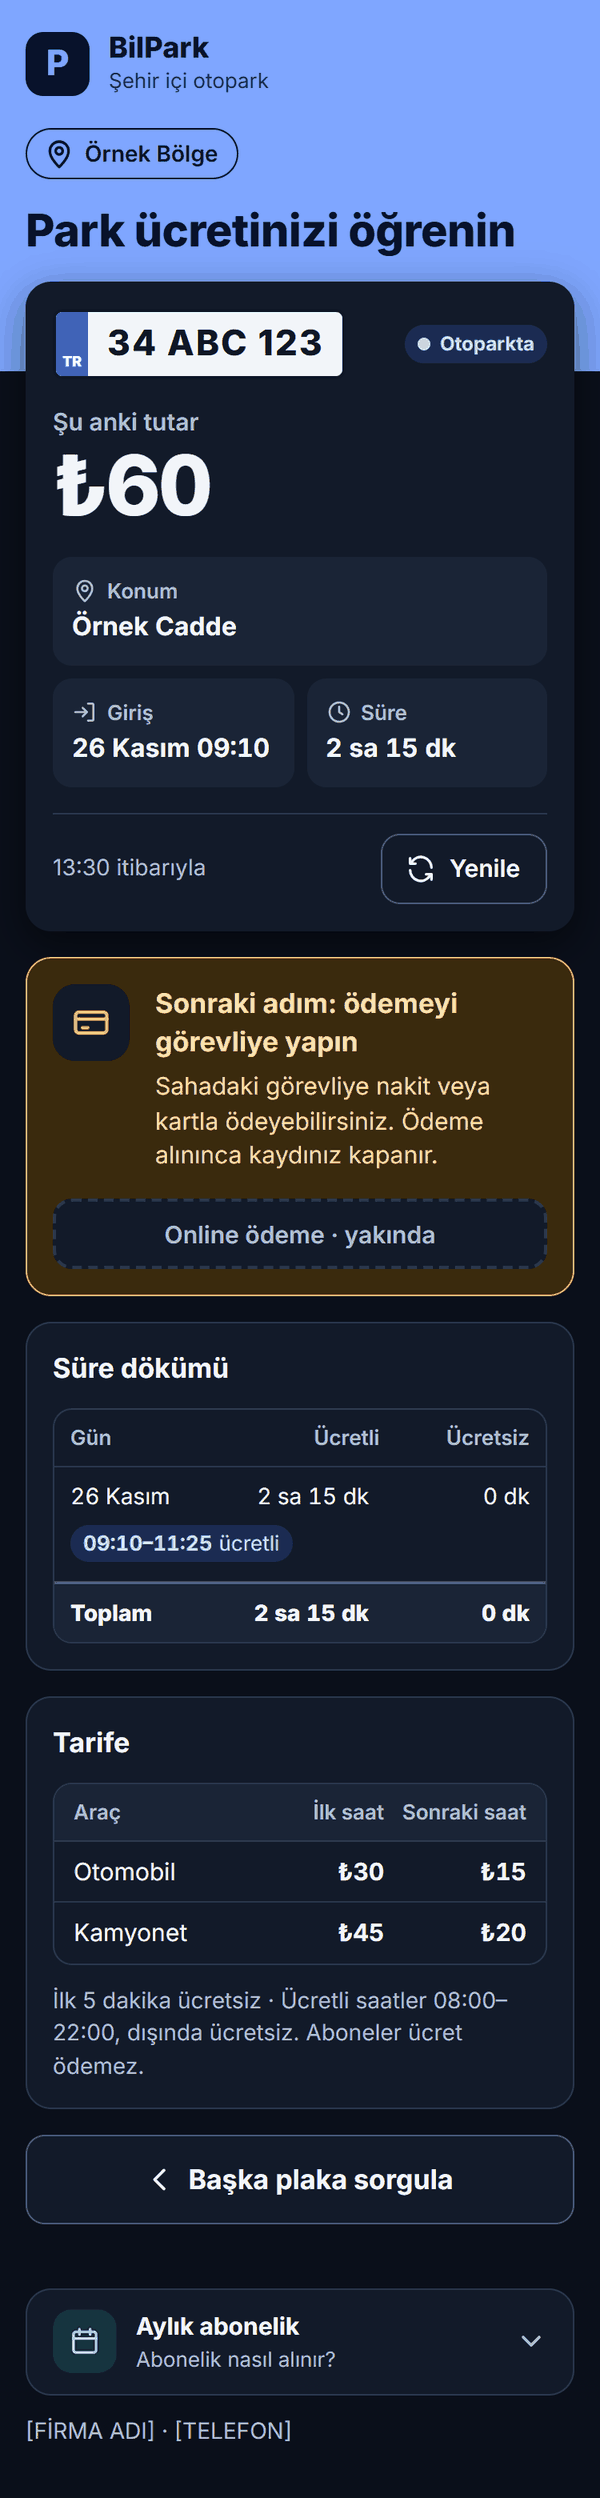 P
BilPark
Şehir içi otopark
Örnek Bölge
Park ücretinizi öğrenin
TR 34 ABC 123
Otoparkta
Şu anki tutar
₺60
Konum
Örnek Cadde
Giriş
26 Kasım 09:10
Süre
2 sa 15 dk
13:30 itibarıyla
Yenile
Sonraki adım: ödemeyi
görevliye yapın
Sahadaki görevliye nakit veya
kartla ödeyebilirsiniz. Ödeme
alınınca kaydınız kapanır.
Online ödeme · yakında
Süre dökümü
Gün Ücretli Ücretsiz
26 Kasım 2 sa 15 dk 0 dk
09:10–11:25 ücretli
Toplam 2 sa 15 dk 0 dk
Tarife
Araç İlk saat Sonraki saat
Otomobil ₺30 ₺15
Kamyonet ₺45 ₺20
İlk 5 dakika ücretsiz · Ücretli saatler 08:00–
22:00, dışında ücretsiz. Aboneler ücret
ödemez.
Başka plaka sorgula
Aylık abonelik
Abonelik nasıl alınır?
[FİRMA ADI] · [TELEFON]